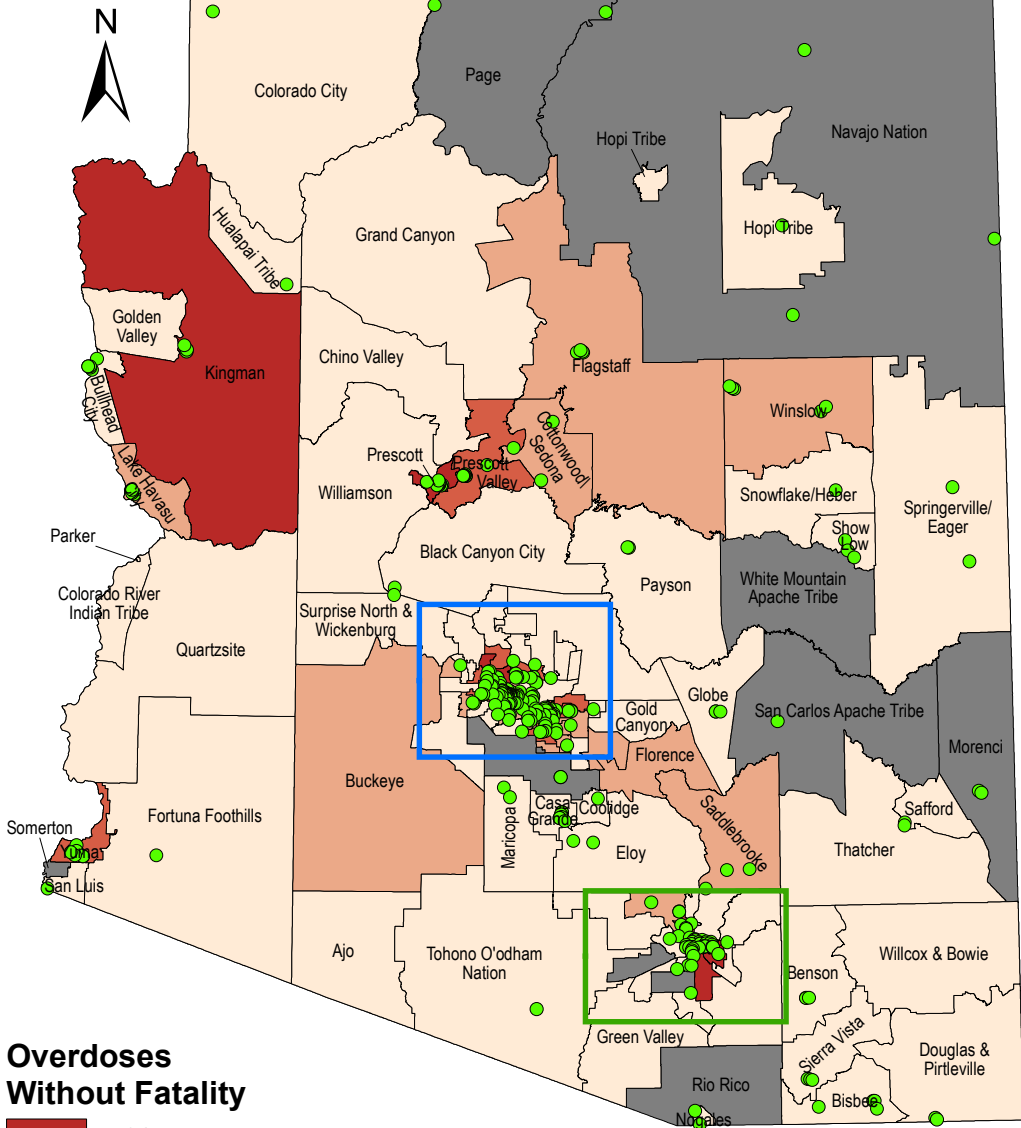 N
Colorado City
Page
Navajo Nation
Hopi Tribe
Hopi Tribe
Hualapai Tribe
Grand Canyon
Golden
Valley
Chino Valley
Kingman
Flagstaff
Bullhead
City
Winslow
Cottonwood\
Sedona
Lake Havasu
Prescott
Prescott
Valley
Williamson
Snowflake/Heber
Springerville/
Eager
Show
Low
Parker
Black Canyon City
Payson
White Mountain
Apache Tribe
Colorado River
Indian Tribe
Surprise North &
Wickenburg
Quartzsite
Globe
Gold
Canyon
San Carlos Apache Tribe
Morenci
Florence
Buckeye
Saddlebrooke
Casa
Grande
Coolidge
Maricopa
Safford
Fortuna Foothills
Somerton
Yuma
Eloy
Thatcher
San Luis
Ajo
Tohono O'odham
Nation
Benson
Willcox & Bowie
Green Valley
Sierra Vista
Douglas &
Pirtleville
Overdoses
Without Fatality
Rio Rico
Bisbee
Nogales